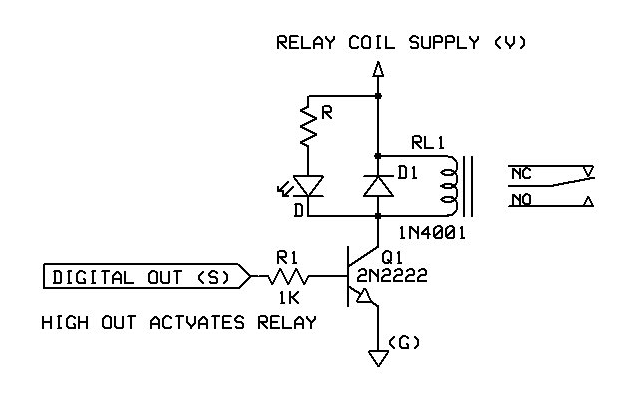 RELAY COIL SUPPLY (V)
R
RL1
D1
NC
D
NO
1N4001
R1
Q1
DIGITAL OUT (S)
2N2222
1K
HIGH OUT ACTVATES RELAY
(G)